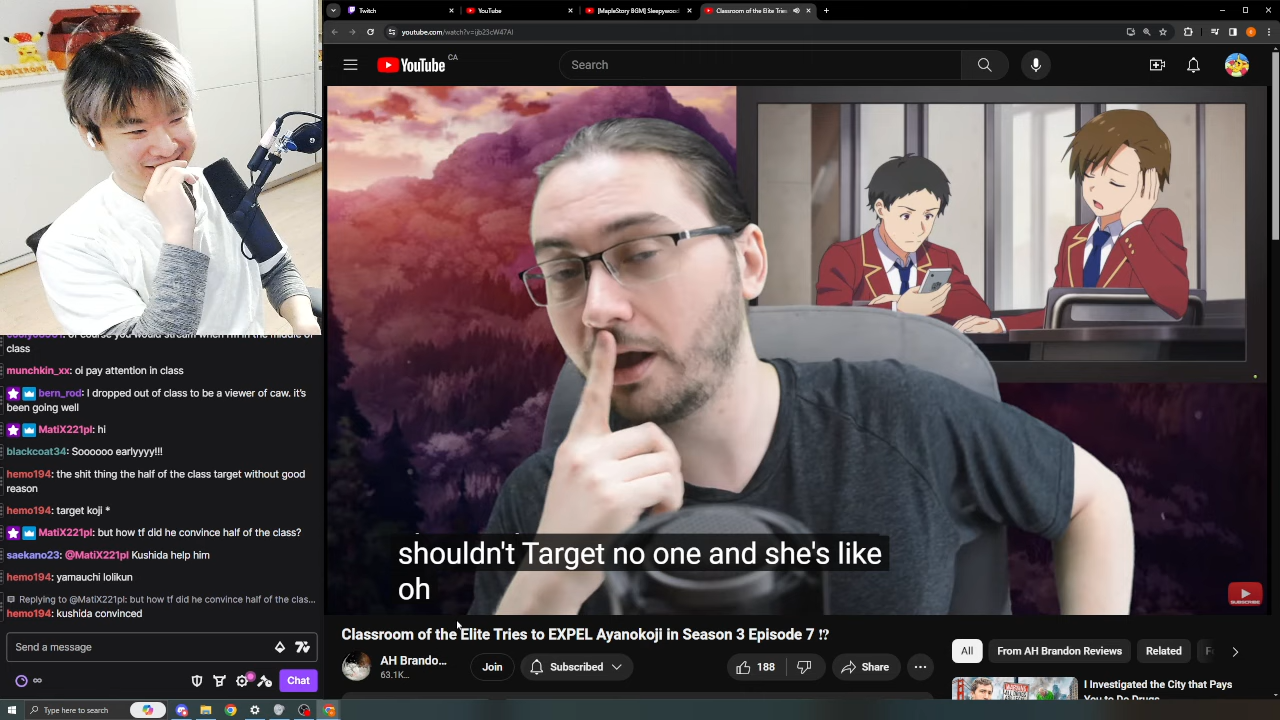 Twitch
YouTube
[MapleStory BGM] Sleepywood
Classroom of the Elite Tries
youtube.com/watch?v=ijb23cW47AI
YouTube CA
Search
class
munchkin_xx: oi pay attention in class
bern_rod: I dropped out of class to be a viewer of caw. it's
been going well
MatiX221pl: hi
blackcoat34: Soooooo earlyyyy!!!
hemo194: the shit thing the half of the class target without good
reason
hemo194: target koji *
MatiX221pl: but how tf did he convince half of the class?
saekano23: @MatiX221pl Kushida help him
hemo194: yamauchi lolikun
Replying to @MatiX221pl: but how tf did he convince half of the clas...
hemo194: kushida convinced
Send a message
∞
Chat
shouldn't Target no one and she's like
oh
SUBSCRIBE
Classroom of the Elite Tries to EXPEL Ayanokoji in Season 3 Episode 7 !?
AH Brando...
63.1K...
Join
Subscribed
188
Share
All
From AH Brandon Reviews
Related
I Investigated the City that Pays
You to Do Drugs
Type here to search